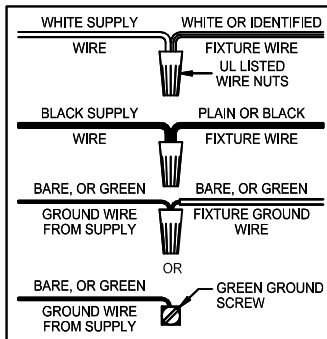 WHITE SUPPLY
WIRE
WHITE OR IDENTIFIED
FIXTURE WIRE
UL LISTED
WIRE NUTS
BLACK SUPPLY
WIRE
PLAIN OR BLACK
FIXTURE WIRE
BARE, OR GREEN
GROUND WIRE
FROM SUPPLY
BARE, OR GREEN
FIXTURE GROUND
WIRE
OR
BARE, OR GREEN
GROUND WIRE
FROM SUPPLY
GREEN GROUND
SCREW